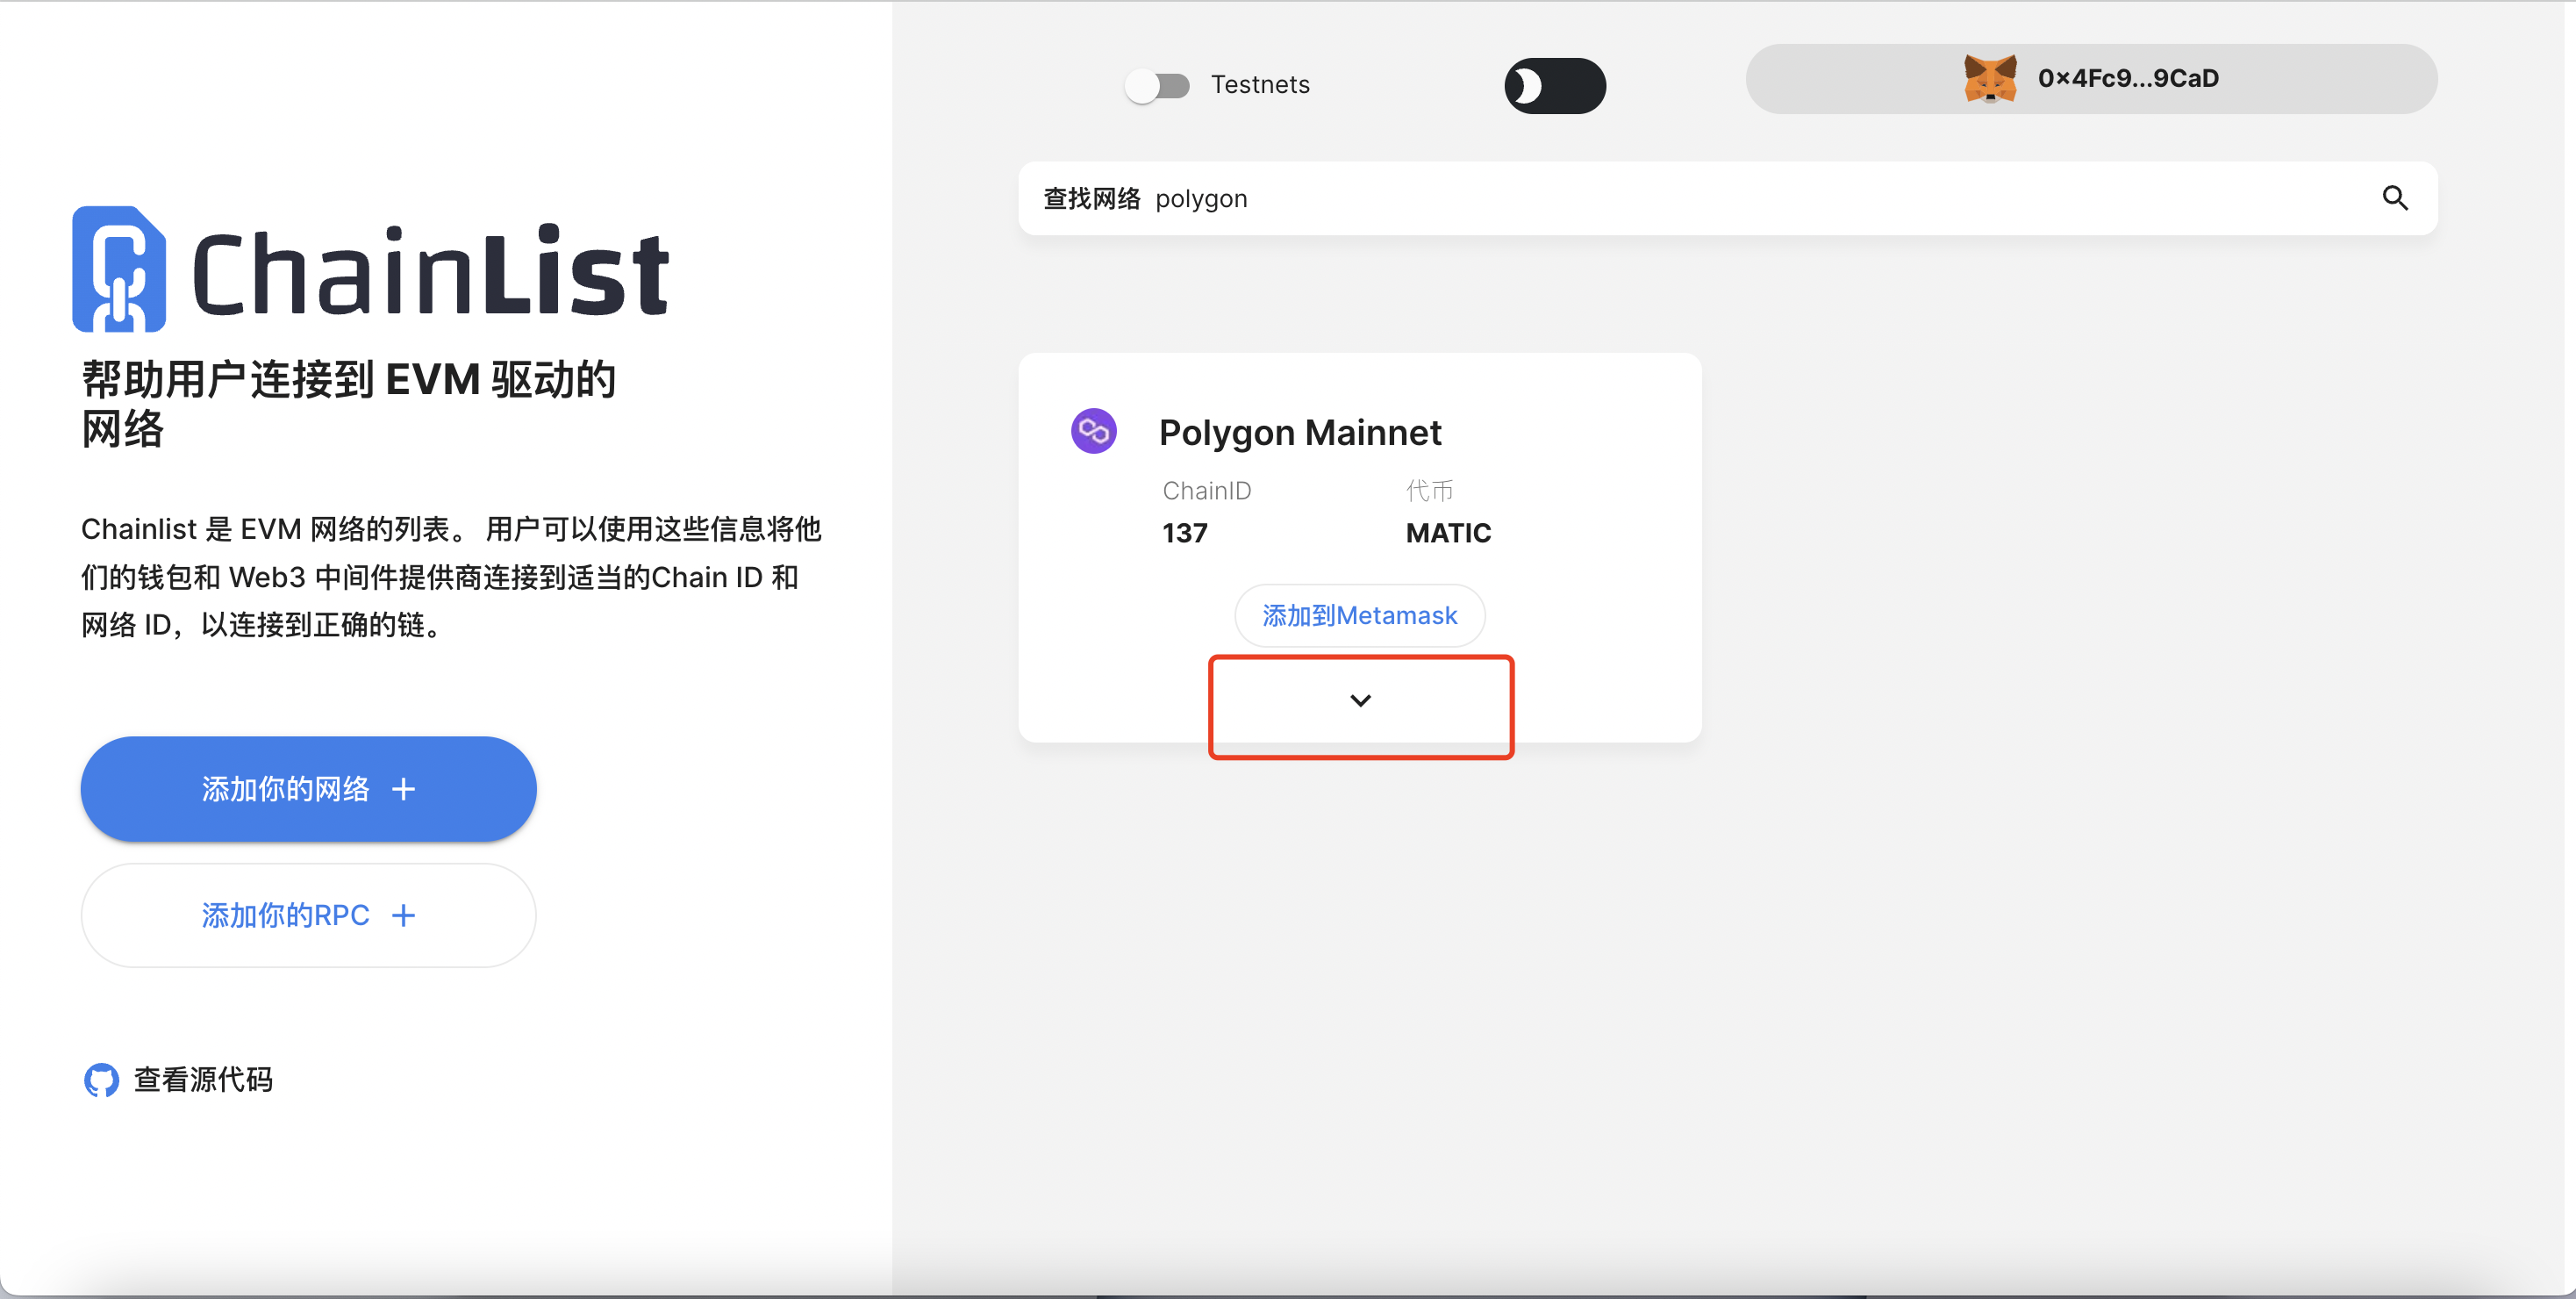 ChainList
帮助用户连接到 EVM 驱动的
网络
Chainlist 是 EVM 网络的列表。 用户可以使用这些信息将他
们的钱包和 Web3 中间件提供商连接到适当的Chain ID 和
网络 ID，以连接到正确的链。
添加你的网络 +
添加你的RPC +
查看源代码
Testnets
0×4Fc9...9CaD
查找网络 polygon
Polygon Mainnet
ChainID 代币
137 MATIC
添加到Metamask